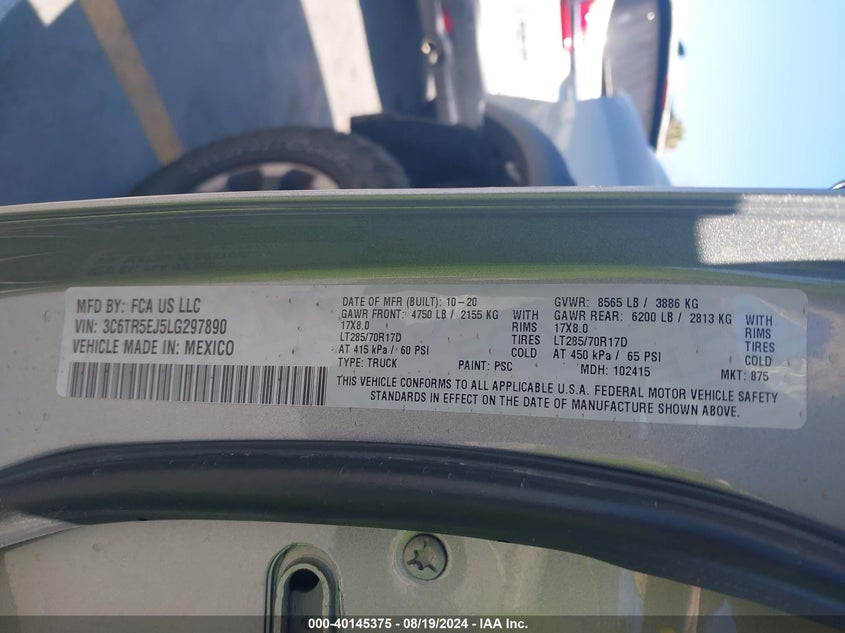 MFD BY: FCA US LLC
VIN: 3C6TR5EJ5LG297890
VEHICLE MADE IN: MEXICO
DATE OF MFR (BUILT): 10-20
GAWR FRONT: 4750 LB / 2155 KG WITH
17X8.0 RIMS
LT285/70R17D TIRES
AT 415 kPa / 60 PSI COLD
TYPE: TRUCK PAINT: PSC
GVWR: 8565 LB / 3886 KG
GAWR REAR: 6200 LB / 2813 KG WITH
17X8.0 RIMS
LT285/70R17D TIRES
AT 450 kPa / 65 PSI COLD
MDH: 102415 MKT: 875
THIS VEHICLE CONFORMS TO ALL APPLICABLE U.S.A. FEDERAL MOTOR VEHICLE SAFETY
STANDARDS IN EFFECT ON THE DATE OF MANUFACTURE SHOWN ABOVE.
000-40145375 - 08/19/2024 - IAA Inc.